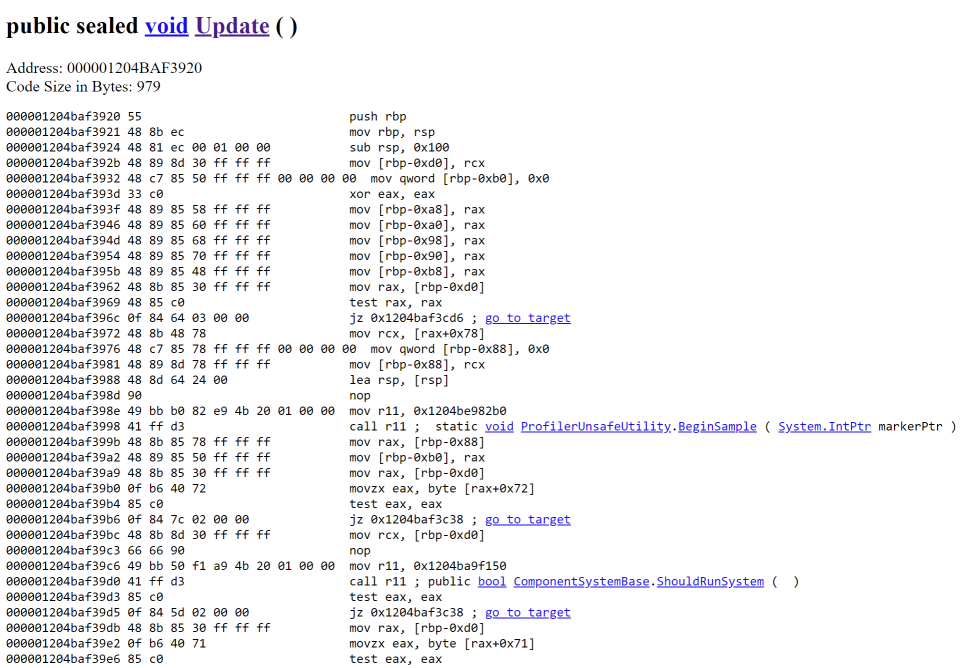 public sealed void Update ( )
Address: 000001204BAF3920
Code Size in Bytes: 979
000001204baf3920 55 push rbp
000001204baf3921 48 8b ec mov rbp, rsp
000001204baf3924 48 81 ec 00 01 00 00 sub rsp, 0x100
000001204baf392b 48 89 8d 30 ff ff ff mov [rbp-0xd0], rcx
000001204baf3932 48 c7 85 50 ff ff ff 00 00 00 00 mov qword [rbp-0xb0], 0x0
000001204baf393d 33 c0 xor eax, eax
000001204baf393f 48 89 85 58 ff ff ff mov [rbp-0xa8], rax
000001204baf3946 48 89 85 60 ff ff ff mov [rbp-0xa0], rax
000001204baf394d 48 89 85 68 ff ff ff mov [rbp-0x98], rax
000001204baf3954 48 89 85 70 ff ff ff mov [rbp-0x90], rax
000001204baf395b 48 89 85 48 ff ff ff mov [rbp-0xb8], rax
000001204baf3962 48 8b 85 30 ff ff ff mov rax, [rbp-0xd0]
000001204baf3969 48 85 c0 test rax, rax
000001204baf396c 0f 84 64 03 00 00 jz 0x1204baf3cd6 ; go to target
000001204baf3972 48 8b 48 78 mov rcx, [rax+0x78]
000001204baf3976 48 c7 85 78 ff ff ff 00 00 00 00 mov qword [rbp-0x88], 0x0
000001204baf3981 48 89 8d 78 ff ff ff mov [rbp-0x88], rcx
000001204baf3988 48 8d 64 24 00 lea rsp, [rsp]
000001204baf398d 90 nop
000001204baf398e 49 bb b0 82 e9 4b 20 01 00 00 mov r11, 0x1204be982b0
000001204baf3998 41 ff d3 call r11 ; static void ProfilerUnsafeUtility.BeginSample ( System.IntPtr markerPtr )
000001204baf399b 48 8b 85 78 ff ff ff mov rax, [rbp-0x88]
000001204baf39a2 48 89 85 50 ff ff ff mov [rbp-0xb0], rax
000001204baf39a9 48 8b 85 30 ff ff ff mov rax, [rbp-0xd0]
000001204baf39b0 0f b6 40 72 movzx eax, byte [rax+0x72]
000001204baf39b4 85 c0 test eax, eax
000001204baf39b6 0f 84 7c 02 00 00 jz 0x1204baf3c38 ; go to target
000001204baf39bc 48 8b 8d 30 ff ff ff mov rcx, [rbp-0xd0]
000001204baf39c3 66 66 90 nop
000001204baf39c6 49 bb 50 f1 a9 4b 20 01 00 00 mov r11, 0x1204ba9f150
000001204baf39d0 41 ff d3 call r11 ; public bool ComponentSystemBase.ShouldRunSystem ( )
000001204baf39d3 85 c0 test eax, eax
000001204baf39d5 0f 84 5d 02 00 00 jz 0x1204baf3c38 ; go to target
000001204baf39db 48 8b 85 30 ff ff ff mov rax, [rbp-0xd0]
000001204baf39e2 0f b6 40 71 movzx eax, byte [rax+0x71]
000001204baf39e6 85 c0 test eax, eax